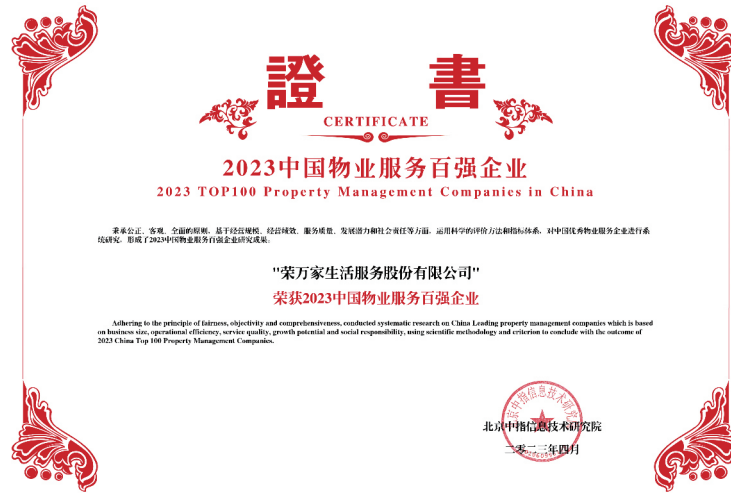 證 書
CERTIFICATE
2023中国物业服务百强企业
2023 TOP100 Property Management Companies in China
秉承公正、客观、全面的原则，基于经营规模、经营绩效、服务质量、发展潜力和社会责任等方面，运用科学的评价方法和指标体系，对中国优秀物业服务企业进行系
统研究，形成了2023中国物业服务百强企业研究成果：
"荣万家生活服务股份有限公司"
荣获2023中国物业服务百强企业
Adhering to the principle of fairness, objectivity and comprehensiveness, conducted systematic research on China Leading property management companies which is based
on business size, operational efficiency, service quality, growth potential and social responsibility, using scientific methodology and criterion to conclude with the outcome of
2023 China Top 100 Property Management Companies.
北京中指信息技术研究院
北京中指信息技术研究院
二零二三年四月